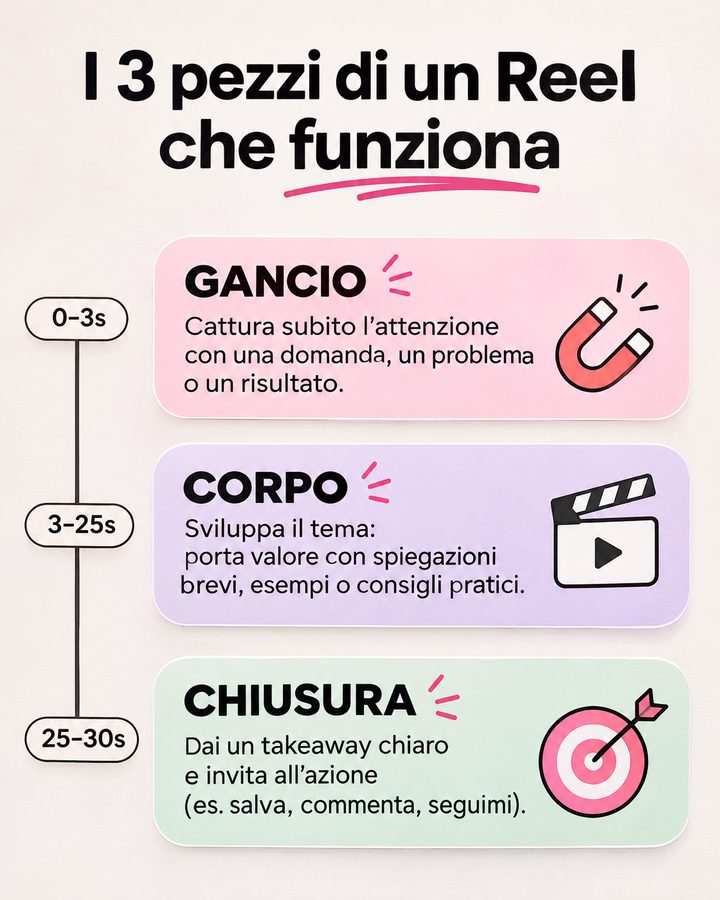 I 3 pezzi di un Reel
che funziona
0–3s
GANCIO
Cattura subito l'attenzione
con una domanda, un problema
o un risultato.
3–25s
CORPO
Sviluppa il tema:
porta valore con spiegazioni
brevi, esempi o consigli pratici.
25–30s
CHIUSURA
Dai un takeaway chiaro
e invita all'azione
(es. salva, commenta, seguimi).